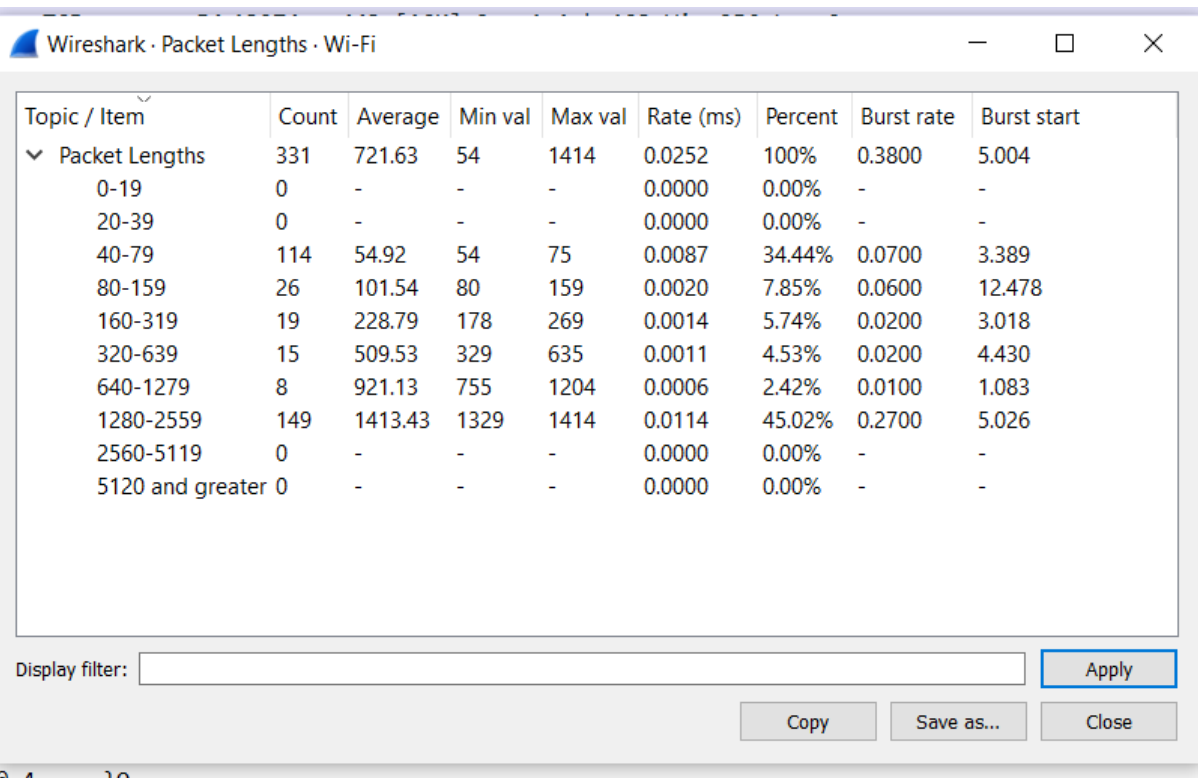 Wireshark · Packet Lengths · Wi-Fi
Topic / Item Count Average Min val Max val Rate (ms) Percent Burst rate Burst start
Packet Lengths 331 721.63 54 1414 0.0252 100% 0.3800 5.004
0-19 0 - - - 0.0000 0.00% - -
20-39 0 - - - 0.0000 0.00% - -
40-79 114 54.92 54 75 0.0087 34.44% 0.0700 3.389
80-159 26 101.54 80 159 0.0020 7.85% 0.0600 12.478
160-319 19 228.79 178 269 0.0014 5.74% 0.0200 3.018
320-639 15 509.53 329 635 0.0011 4.53% 0.0200 4.430
640-1279 8 921.13 755 1204 0.0006 2.42% 0.0100 1.083
1280-2559 149 1413.43 1329 1414 0.0114 45.02% 0.2700 5.026
2560-5119 0 - - - 0.0000 0.00% - -
5120 and greater 0 - - - 0.0000 0.00% - -
Display filter: Apply
Copy Save as... Close